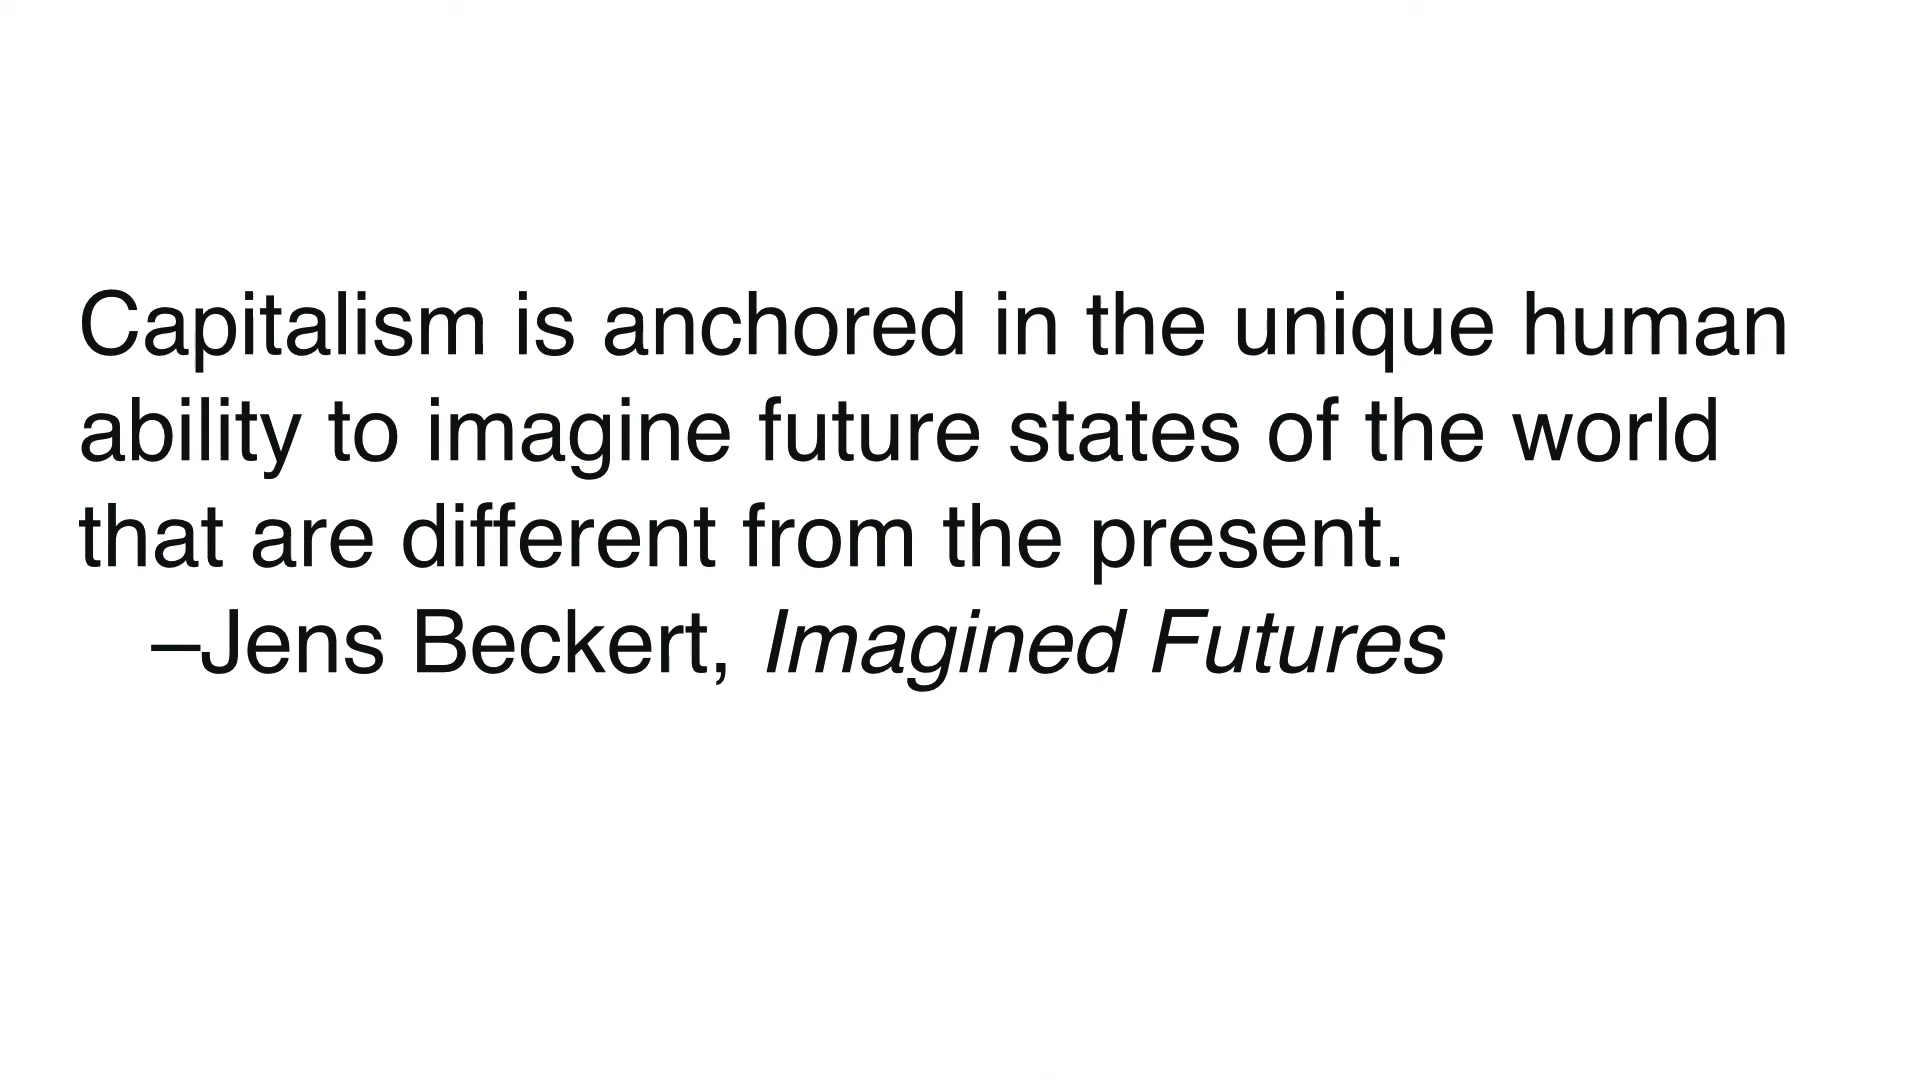 Capitalism is anchored in the unique human
ability to imagine future states of the world
that are different from the present.
–Jens Beckert, Imagined Futures